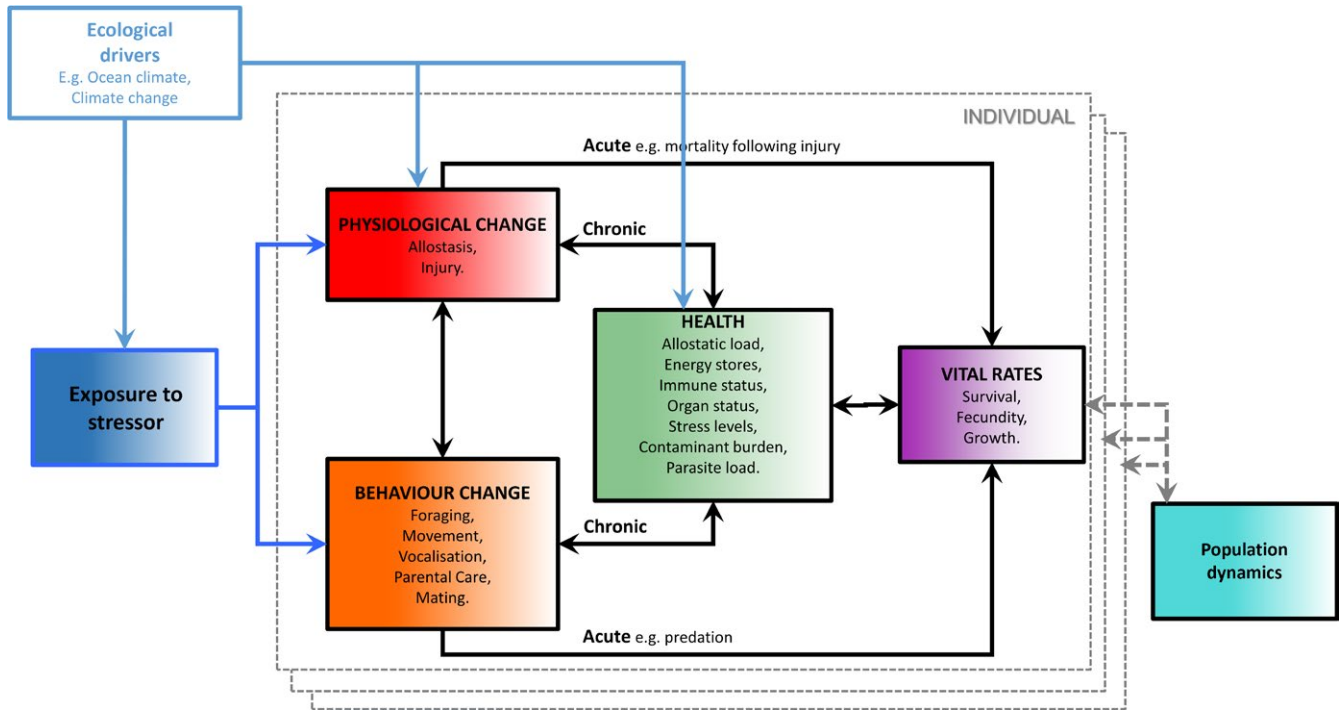 Ecological
drivers
E.g. Ocean climate,
Climate change
INDIVIDUAL
Acute e.g. mortality following injury
PHYSIOLOGICAL CHANGE
Allostasis,
Injury.
Chronic
HEALTH
Allostatic load,
Energy stores,
Immune status,
Organ status,
Stress levels,
Contaminant burden,
Parasite load.
VITAL RATES
Survival,
Fecundity,
Growth.
Exposure to
stressor
BEHAVIOUR CHANGE
Foraging,
Movement,
Vocalisation,
Parental Care,
Mating.
Chronic
Acute e.g. predation
Population
dynamics